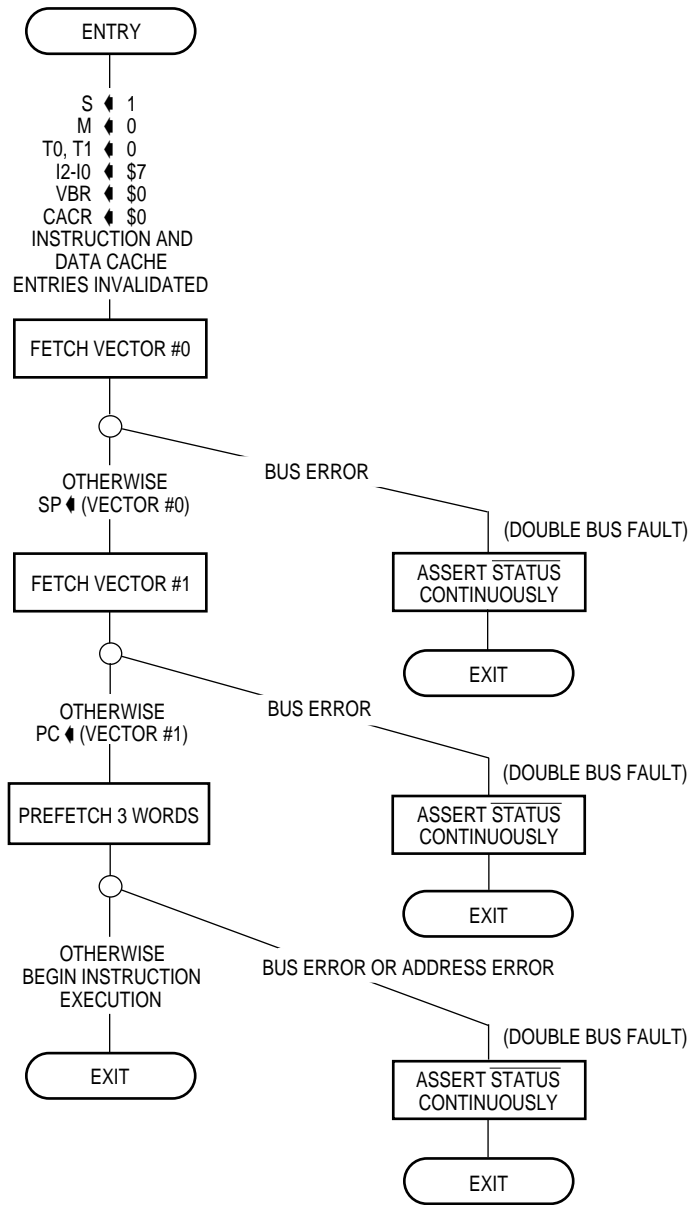 ENTRY
S 1
M 0
T0, T1 0
I2-I0 $7
VBR $0
CACR $0
INSTRUCTION AND
DATA CACHE
ENTRIES INVALIDATED
FETCH VECTOR #0
BUS ERROR
OTHERWISE
SP (VECTOR #0)
(DOUBLE BUS FAULT)
ASSERT STATUS
CONTINUOUSLY
EXIT
FETCH VECTOR #1
BUS ERROR
OTHERWISE
PC (VECTOR #1)
(DOUBLE BUS FAULT)
ASSERT STATUS
CONTINUOUSLY
EXIT
PREFETCH 3 WORDS
OTHERWISE
BEGIN INSTRUCTION
EXECUTION
EXIT
BUS ERROR OR ADDRESS ERROR
(DOUBLE BUS FAULT)
ASSERT STATUS
CONTINUOUSLY
EXIT